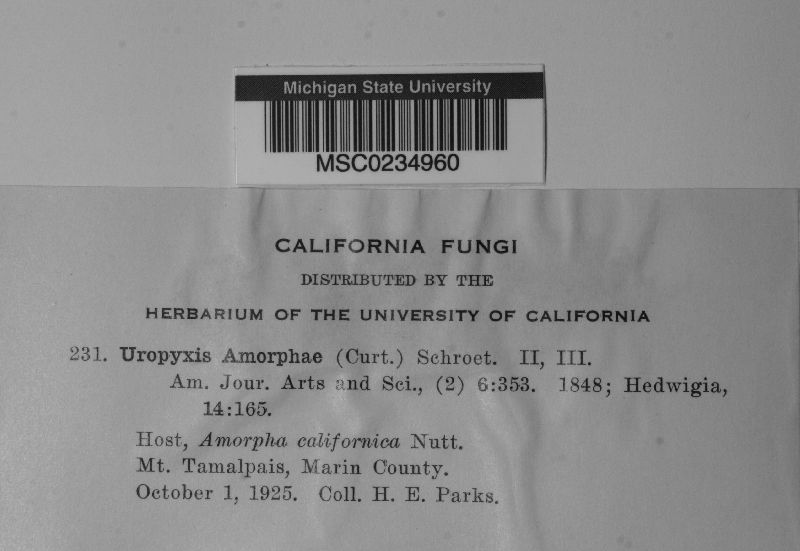 Michigan State University
MSC0234960
CALIFORNIA FUNGI
DISTRIBUTED BY THE
HERBARIUM OF THE UNIVERSITY OF CALIFORNIA
231. Uropyxis Amorphae (Curt.) Schroet. II, III.
Am. Jour. Arts and Sci., (2) 6:353. 1848; Hedwigia,
14:165.
Host, Amorpha californica Nutt.
Mt. Tamalpais, Marin County.
October 1, 1925. Coll. H. E. Parks.